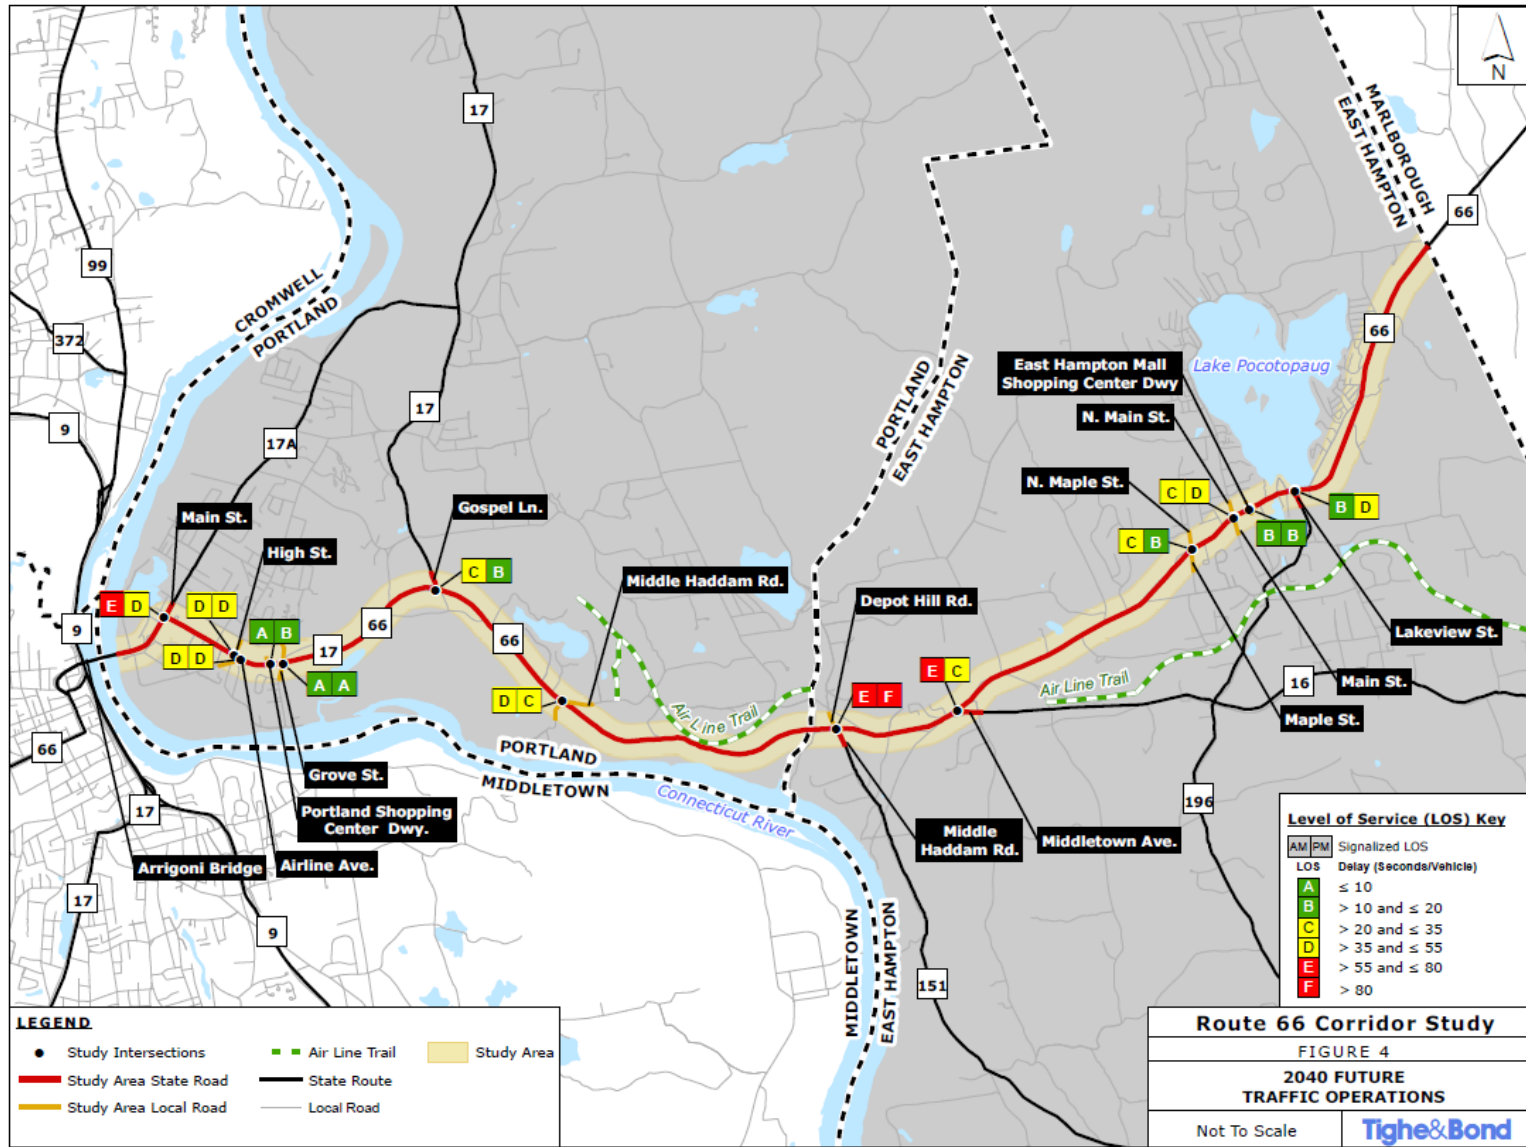 N
17
MARLBOROUGH
EAST HAMPTON
66
99
CROMWELL
PORTLAND
372
66
East Hampton Mall
Shopping Center Dwy
Lake Pocotopaug
PORTLAND
EAST HAMPTON
17
N. Main St.
9
17A
N. Maple St.
C D
Gospel Ln.
B D
Main St.
High St.
C B
B B
C B
Middle Haddam Rd.
Depot Hill Rd.
E D
D D
9
A B
66
66
Lakeview St.
D D
17
E C
A A
Air Line Trail
16
Main St.
D C
E F
Air Line Trail
Maple St.
66
PORTLAND
MIDDLETOWN
Grove St.
Connecticut River
17
Portland Shopping
Center Dwy.
196
Middle
Haddam Rd.
Middletown Ave.
Arrigoni Bridge
Airline Ave.
17
9
MIDDLETOWN
EAST HAMPTON
151
Level of Service (LOS) Key
AM PM Signalized LOS
LOS Delay (Seconds/Vehicle)
A ≤ 10
B > 10 and ≤ 20
C > 20 and ≤ 35
D > 35 and ≤ 55
E > 55 and ≤ 80
F > 80
LEGEND
Study Intersections
Air Line Trail
Study Area
Study Area State Road
State Route
Study Area Local Road
Local Road
Route 66 Corridor Study
FIGURE 4
2040 FUTURE
TRAFFIC OPERATIONS
Not To Scale
Tighe&Bond